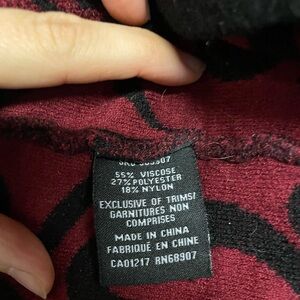 55% VISCOSE
27% POLYESTER
18% NYLON
EXCLUSIVE OF TRIMS/
GARNITURES NON
COMPRISES
MADE IN CHINA
FABRIQUÉ EN CHINE
CA01217 RN68907